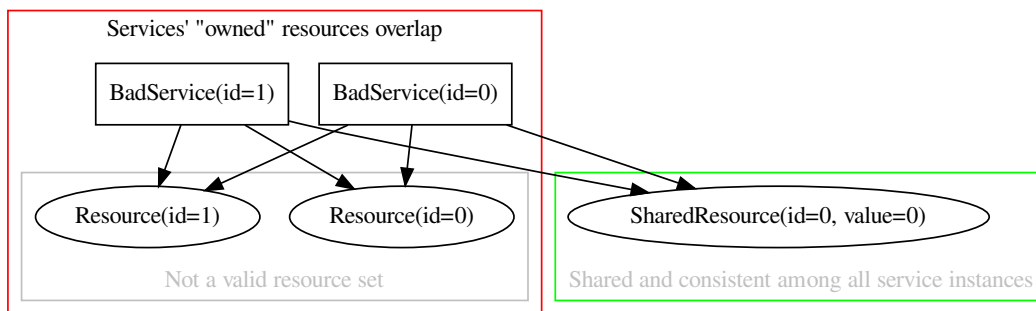 Services' "owned" resources overlap
BadService(id=1)
BadService(id=0)
Resource(id=1)
Resource(id=0)
SharedResource(id=0, value=0)
Not a valid resource set
Shared and consistent among all service instances